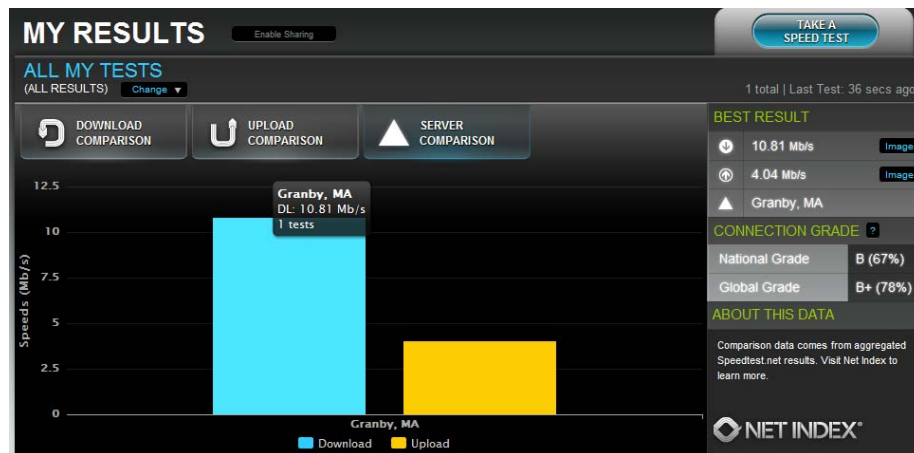 MY RESULTS
Enable Sharing
TAKE A
SPEED TEST
ALL MY TESTS
(ALL RESULTS)
Change
1 total | Last Test: 36 secs ago
DOWNLOAD
COMPARISON
UPLOAD
COMPARISON
SERVER
COMPARISON
12.5
10
7.5
5
2.5
0
Speeds (Mb/s)
Granby, MA
DL: 10.81 Mb/s
1 tests
Granby, MA
Download
Upload
BEST RESULT
10.81 Mb/s
Image
4.04 Mb/s
Image
Granby, MA
CONNECTION GRADE ?
National Grade
B (67%)
Global Grade
B+ (78%)
ABOUT THIS DATA
Comparison data comes from aggregated
Speedtest.net results. Visit Net Index to
learn more.
NET INDEX